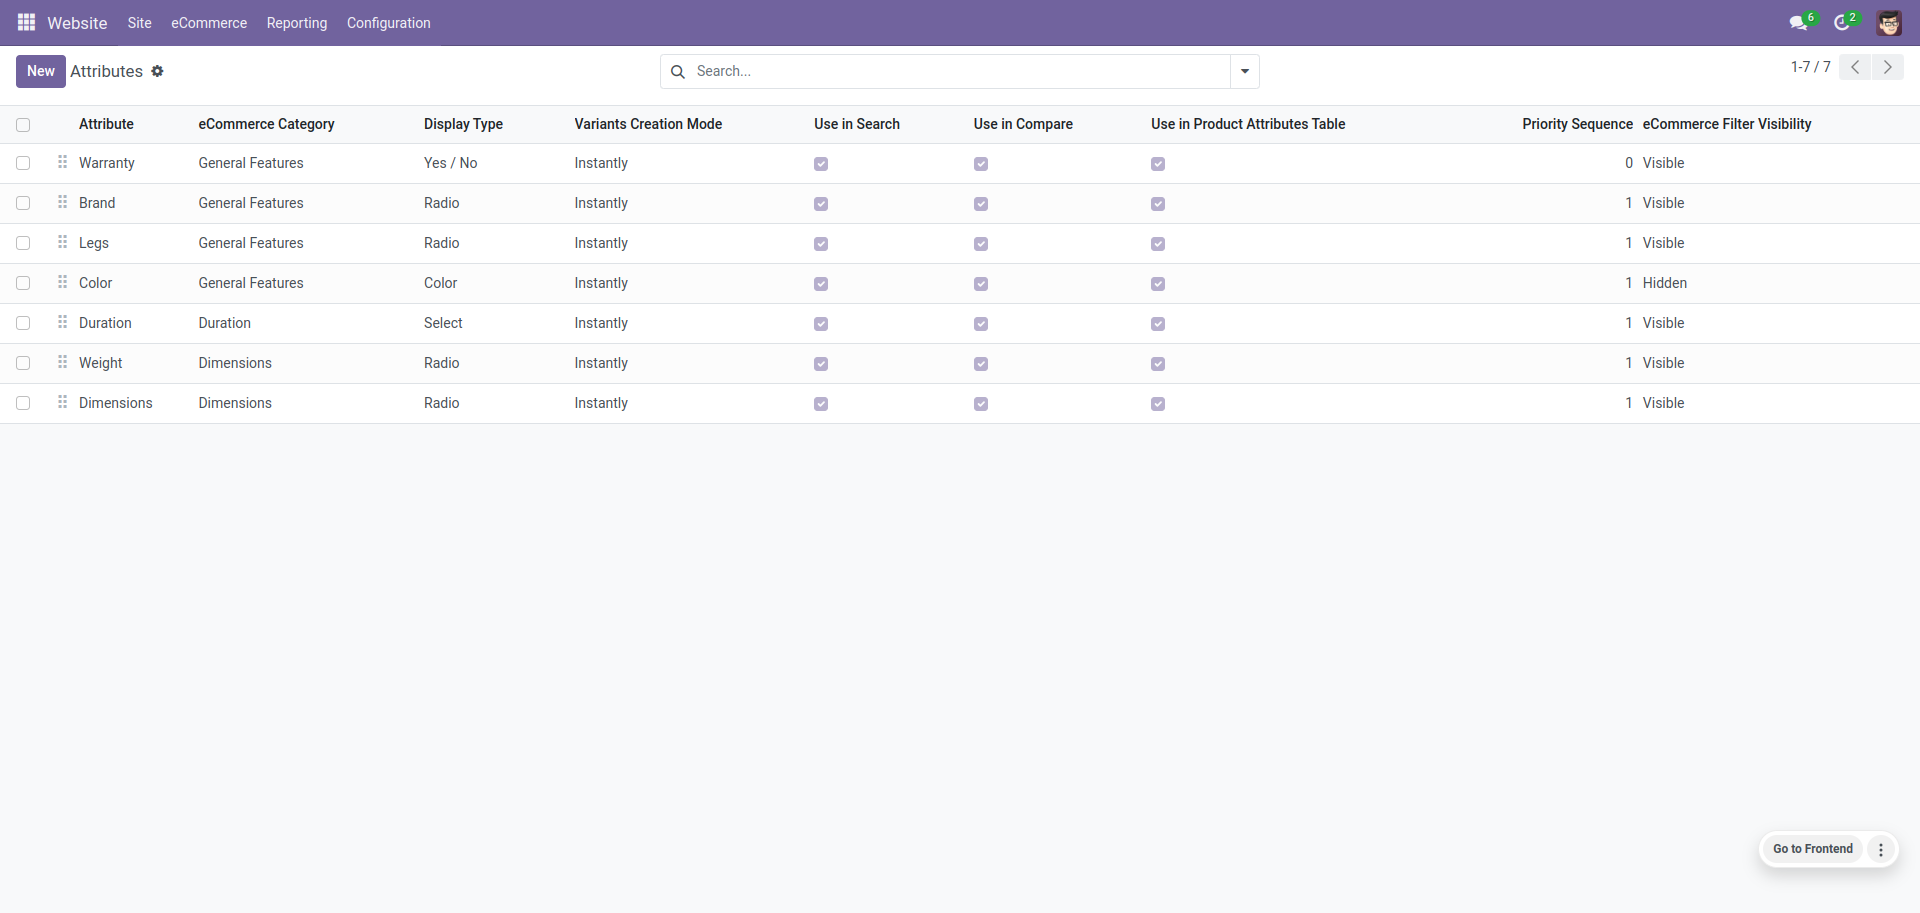 Website Site eCommerce Reporting Configuration 6 2
New Attributes Search... 1-7 / 7
Attribute eCommerce Category Display Type Variants Creation Mode Use in Search Use in Compare Use in Product Attributes Table Priority Sequence eCommerce Filter Visibility
Warranty General Features Yes / No Instantly 0 Visible
Brand General Features Radio Instantly 1 Visible
Legs General Features Radio Instantly 1 Visible
Color General Features Color Instantly 1 Hidden
Duration Duration Select Instantly 1 Visible
Weight Dimensions Radio Instantly 1 Visible
Dimensions Dimensions Radio Instantly 1 Visible
Go to Frontend